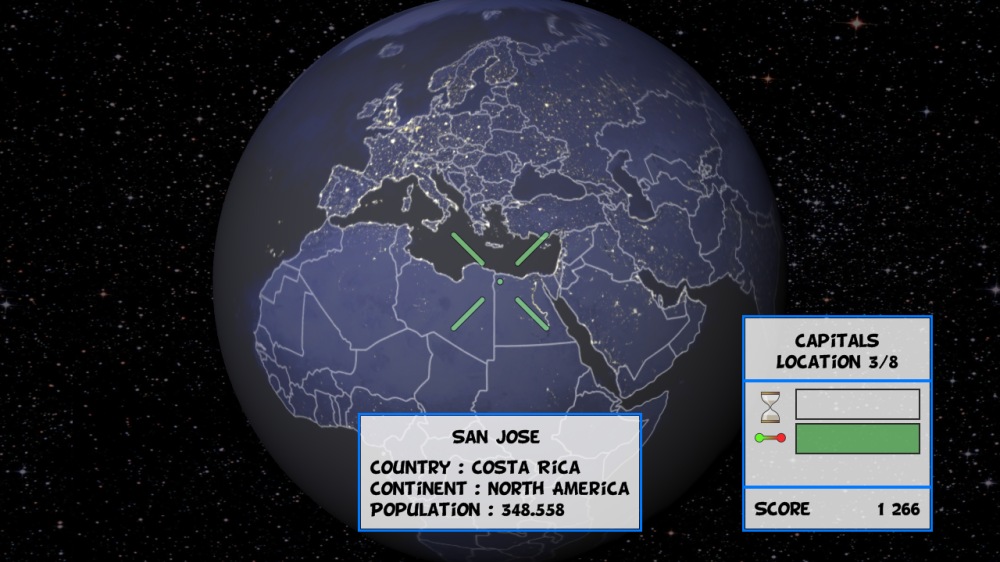 SAN JOSE
COUNTRY : COSTA RICA
CONTINENT : NORTH AMERICA
POPULATION : 348.558
CAPITALS
LOCATION 3/8
SCORE 1 266